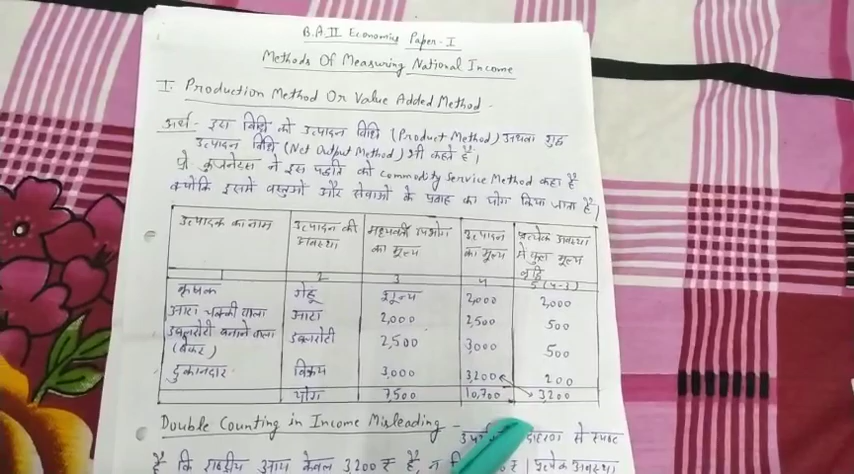 B.A II Economics Paper-I
Methods Of Measuring National Income
I. Production Method Or Value Added Method -
अर्थ - इस विधि को उत्पादन विधि (Product Method) अथवा शुद्ध
उत्पादन विधि (Net Output Method) भी कहते हैं।
प्रो कुजनेट्स ने इस पद्धति को Commodity Service Method कहा है
क्योंकि इसमें वस्तुओं और सेवाओं के प्रवाह का योग किया जाता है।
उत्पादक का नाम उत्पादन की अवस्था मध्यवर्ती उपभोग का मूल्य उत्पादन का मूल्य प्रत्येक अवस्था में कुल मूल्य वृद्धि
1 2 3 4 5 (4-3)
कृषक गेहूं शून्य 2,000 2,000
आटा चक्की वाला आटा 2,000 2,500 500
डबलरोटी बनाने वाला (बेकर) डबलरोटी 2,500 3,000 500
दुकानदार विक्रय 3,000 3,200 200
योग 7,500 10,700 3,200
Double Counting in Income Misleading - से स्पष्ट
है कि राष्ट्रीय आय केवल 3200 ₹ है, न ₹ । प्रत्येक अवस्था